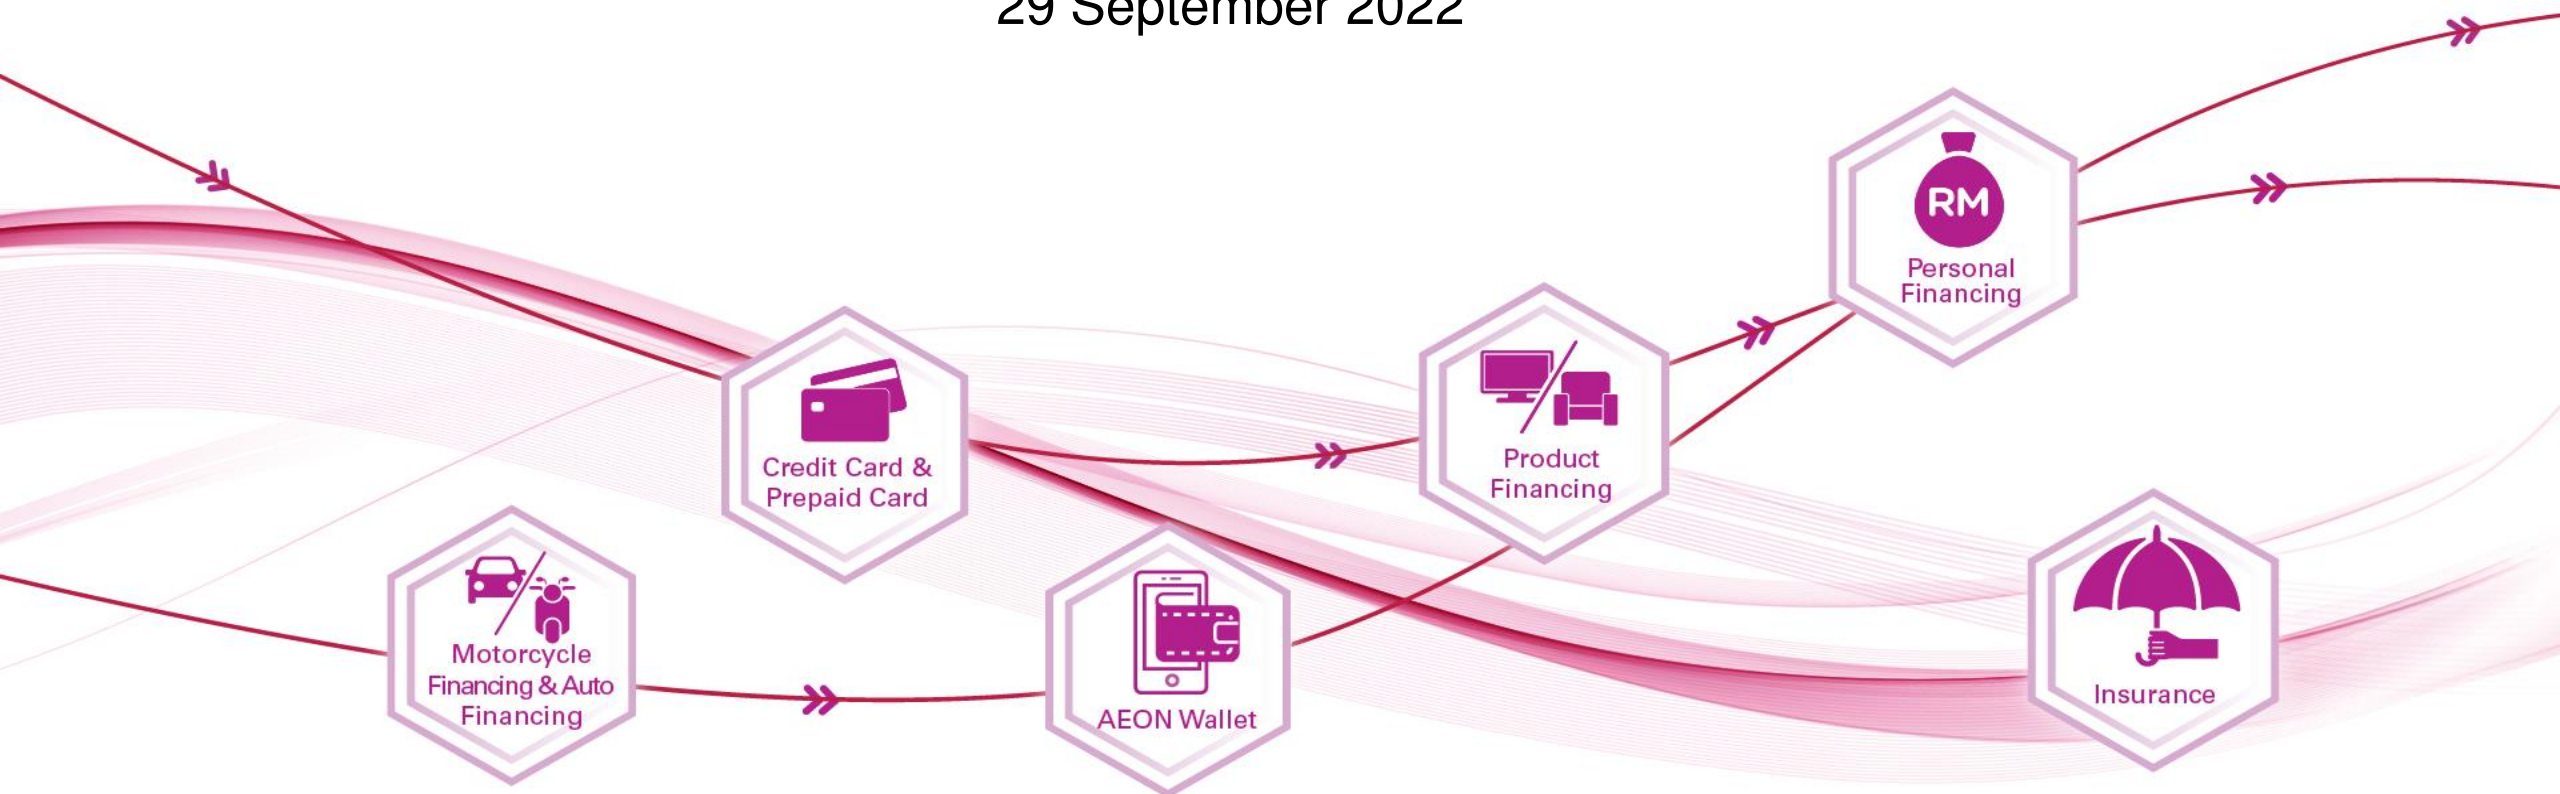 29 September 2022
RM
Personal
Financing
Credit Card &
Prepaid Card
Product
Financing
Motorcycle
Financing & Auto
Financing
AEON Wallet
Insurance